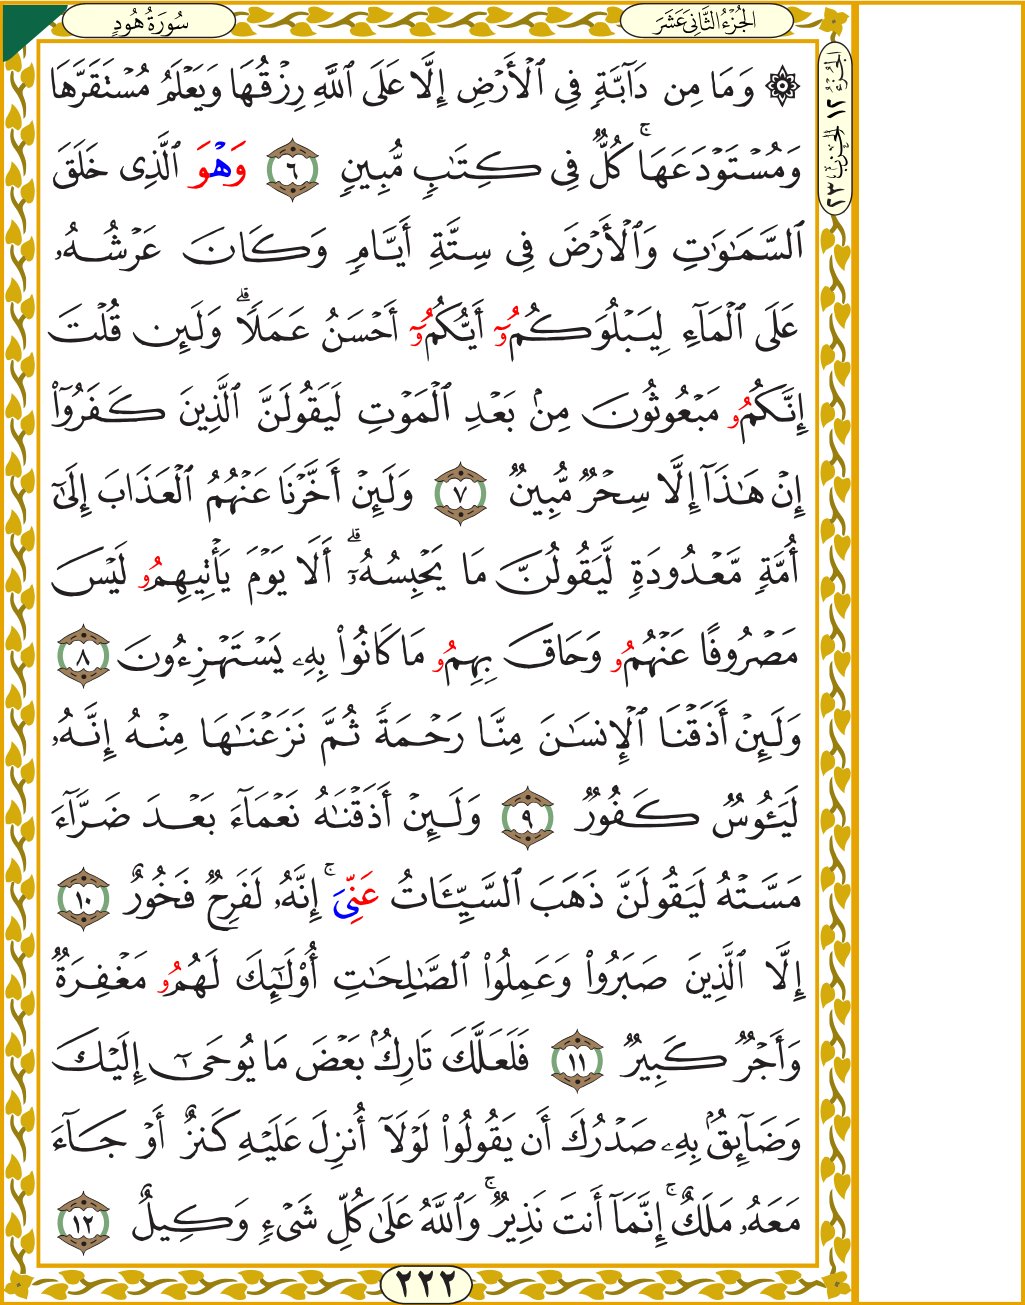 سُورَةُ هُودٍ
الجُزْءُ الثَّانِي عَشَرَ
۞ وَمَا مِن دَآبَّةٍ فِي ٱلۡأَرۡضِ إِلَّا عَلَى ٱللَّهِ رِزۡقُهَا وَيَعۡلَمُ مُسۡتَقَرَّهَا
وَمُسۡتَوۡدَعَهَاۚ كُلّٞ فِي كِتَٰبٖ مُّبِينٖ ٦ وَهۡوَ ٱلَّذِي خَلَقَ
ٱلسَّمَٰوَٰتِ وَٱلۡأَرۡضَ فِي سِتَّةِ أَيَّامٖ وَكَانَ عَرۡشُهُۥ
عَلَى ٱلۡمَآءِ لِيَبۡلُوَكُمُۥٓ أَيُّكُمُۥٓ أَحۡسَنُ عَمَلٗاۗ وَلَئِن قُلۡتَ
إِنَّكُمُۥ مَبۡعُوثُونَ مِنۢ بَعۡدِ ٱلۡمَوۡتِ لَيَقُولَنَّ ٱلَّذِينَ كَفَرُوٓاْ
إِنۡ هَٰذَآ إِلَّا سِحۡرٞ مُّبِينٞ ٧ وَلَئِنۡ أَخَّرۡنَا عَنۡهُمُ ٱلۡعَذَابَ إِلَىٰٓ
أُمَّةٖ مَّعۡدُودَةٖ لَّيَقُولُنَّ مَا يَحۡبِسُهُۥٓۗ أَلَا يَوۡمَ يَأۡتِيهِمُۥ لَيۡسَ
مَصۡرُوفًا عَنۡهُمُۥ وَحَاقَ بِهِمُۥ مَا كَانُواْ بِهِۦ يَسۡتَهۡزِءُونَ ٨
وَلَئِنۡ أَذَقۡنَا ٱلۡإِنسَٰنَ مِنَّا رَحۡمَةٗ ثُمَّ نَزَعۡنَٰهَا مِنۡهُ إِنَّهُۥ
لَيَـُٔوسٞ كَفُورٞ ٩ وَلَئِنۡ أَذَقۡنَٰهُ نَعۡمَآءَ بَعۡدَ ضَرَّآءَ
مَسَّتۡهُ لَيَقُولَنَّ ذَهَبَ ٱلسَّيِّـَٔاتُ عَنِّيَۚ إِنَّهُۥ لَفَرِحٞ فَخُورٌ ١٠
إِلَّا ٱلَّذِينَ صَبَرُواْ وَعَمِلُواْ ٱلصَّٰلِحَٰتِ أُوْلَٰٓئِكَ لَهُمُۥ مَغۡفِرَةٞ
وَأَجۡرٞ كَبِيرٞ ١١ فَلَعَلَّكَ تَارِكُۢ بَعۡضَ مَا يُوحَىٰٓ إِلَيۡكَ
وَضَآئِقُۢ بِهِۦ صَدۡرُكَ أَن يَقُولُواْ لَوۡلَآ أُنزِلَ عَلَيۡهِ كَنزٌ أَوۡ جَآءَ
مَعَهُۥ مَلَكٌۚ إِنَّمَآ أَنتَ نَذِيرٞۚ وَٱللَّهُ عَلَىٰ كُلِّ شَيۡءٖ وَكِيلٌ ١٢
٢٢٢
الجُزْءُ ١٢ الحِزْبُ ٢٣